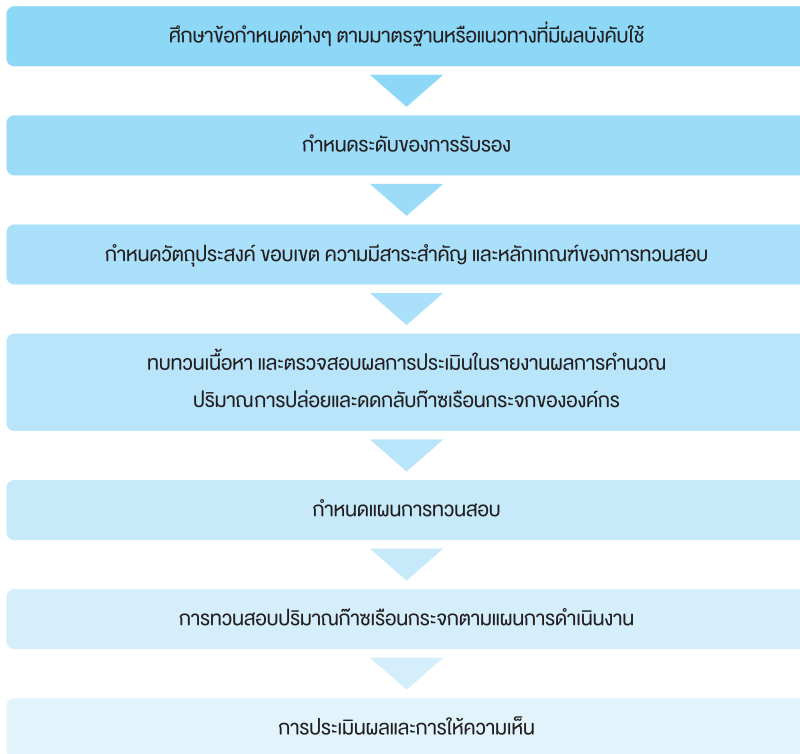 ศึกษาข้อกำหนดต่างๆ ตามมาตรฐานหรือแนวทางที่มีผลบังคับใช้
กำหนดระดับของการรับรอง
กำหนดวัตถุประสงค์ ขอบเขต ความมีสาระสำคัญ และหลักเกณฑ์ของการทวนสอบ
ทบทวนเนื้อหา และตรวจสอบผลการประเมินในรายงานผลการคำนวณ
ปริมาณการปล่อยและดดกลับก๊าซเรือนกระจกขององค์กร
กำหนดแผนการทวนสอบ
การทวนสอบปริมาณก๊าซเรือนกระจกตามแผนการดำเนินงาน
การประเมินผลและการให้ความเห็น